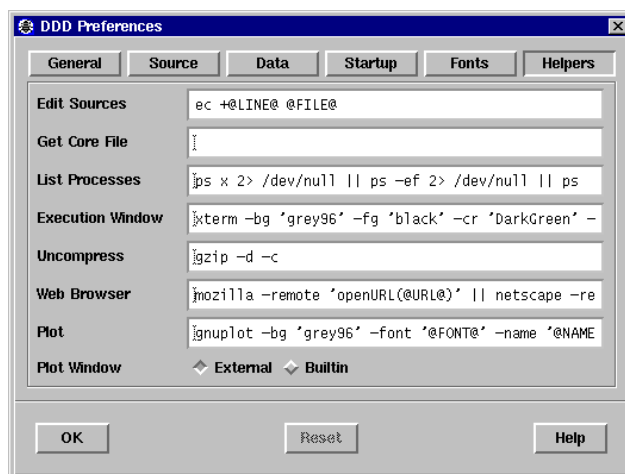 DDD Preferences
General Source Data Startup Fonts Helpers
Edit Sources ec +@LINE@ @FILE@
Get Core File
List Processes ps x 2> /dev/null || ps -ef 2> /dev/null || ps
Execution Window xterm -bg 'grey96' -fg 'black' -cr 'DarkGreen' -
Uncompress gzip -d -c
Web Browser mozilla -remote 'openURL(@URL@)' || netscape -re
Plot gnuplot -bg 'grey96' -font '@FONT@' -name '@NAME
Plot Window External Builtin
OK Reset Help